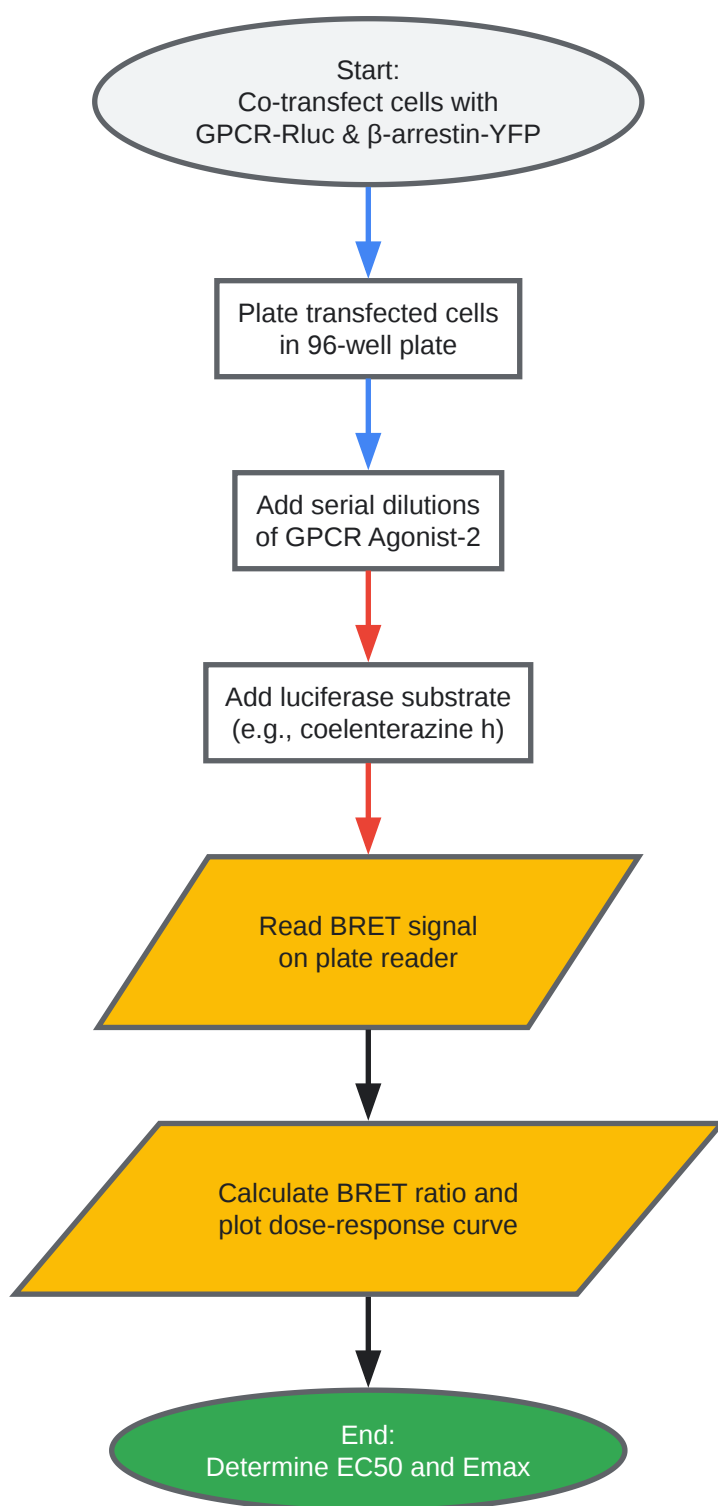 Start:
Co-transfect cells with
GPCR-Rluc & β-arrestin-YFP
Plate transfected cells
in 96-well plate
Add serial dilutions
of GPCR Agonist-2
Add luciferase substrate
(e.g., coelenterazine h)
Read BRET signal
on plate reader
Calculate BRET ratio and
plot dose-response curve
End:
Determine EC50 and Emax